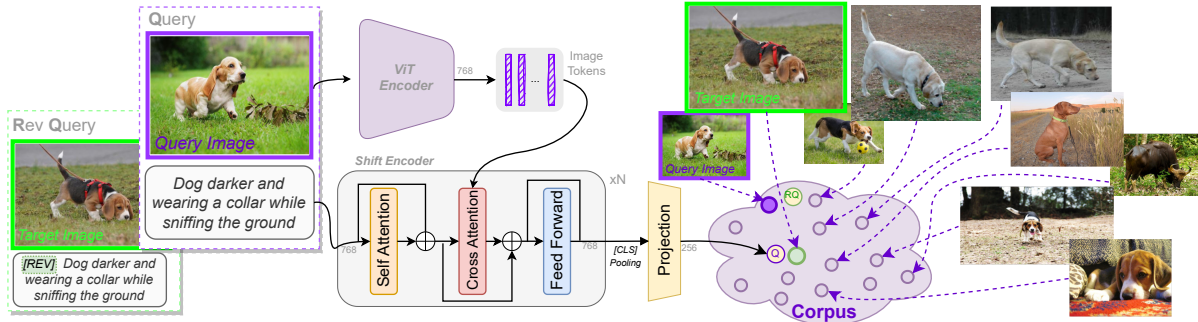 Query
Query Image
Dog darker and
wearing a collar while
sniffing the ground
Rev Query
Target Image
[REV] Dog darker and
wearing a collar while
sniffing the ground
ViT
Encoder
768
...
Image
Tokens
Shift Encoder
xN
768
Self Attention
Cross Attention
Feed Forward
768
[CLS]
Pooling
Projection
256
Target Image
Query Image
RQ
Q
Corpus